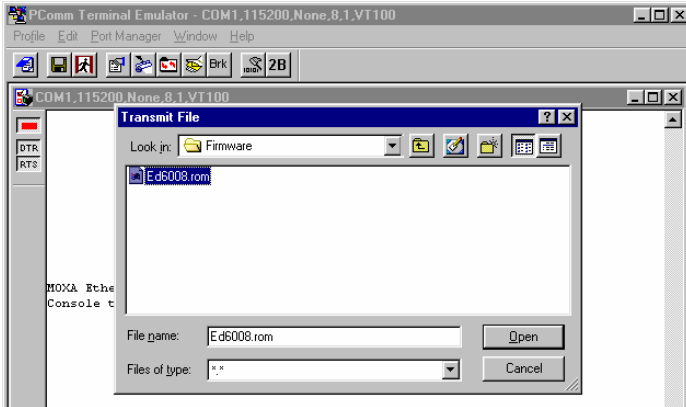 PComm Terminal Emulator - COM1,115200,None,8,1,VT100
Profile Edit Port Manager Window Help
Brk 2B
COM1,115200,None,8,1,VT100
Transmit File
DTR
RTS
Look in: Firmware
Ed6008.rom
MOXA Ethe
Console t
File name: Ed6008.rom Open
Files of type: *.* Cancel